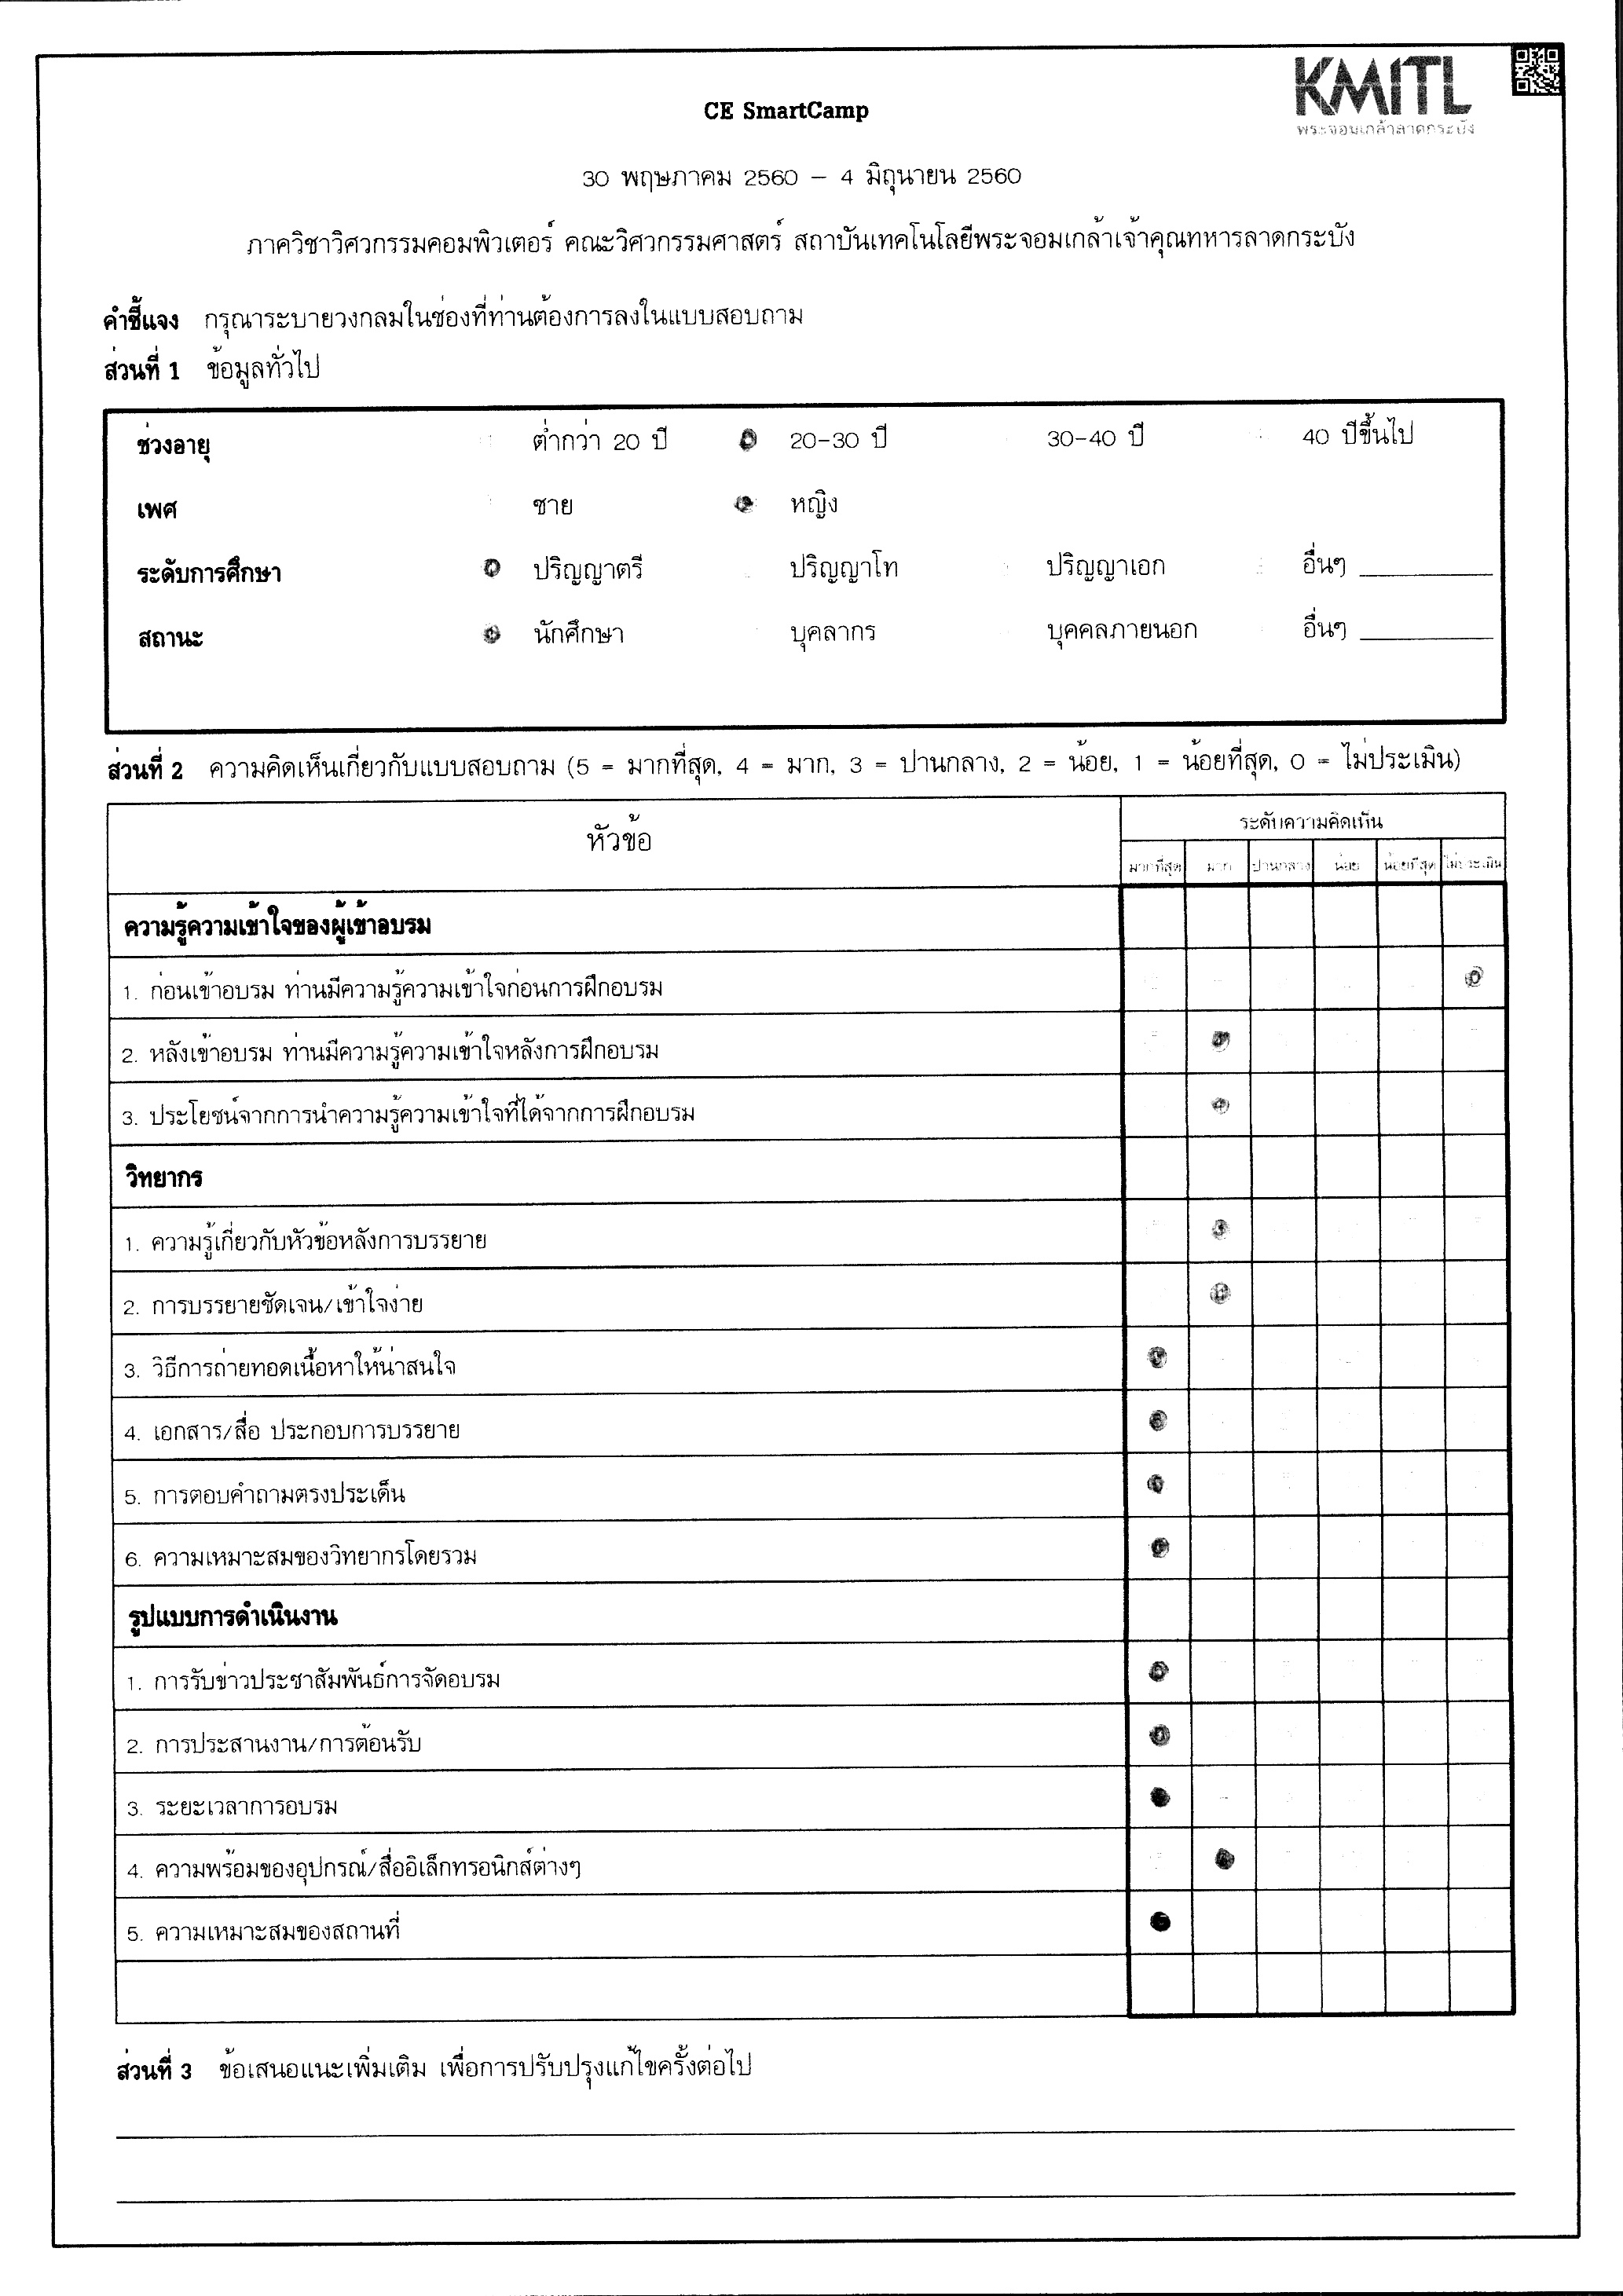 KMITL
พระจอมเกล้าลาดกระบัง
CE SmartCamp
30 พฤษภาคม 2560 – 4 มิถุนายน 2560
ภาควิชาวิศวกรรมคอมพิวเตอร์ คณะวิศวกรรมศาสตร์ สถาบันเทคโนโลยีพระจอมเกล้าเจ้าคุณทหารลาดกระบัง
คำชี้แจง กรุณาระบายวงกลมในช่องที่ท่านต้องการลงในแบบสอบถาม
ส่วนที่ 1 ข้อมูลทั่วไป
ช่วงอายุ ต่ำกว่า 20 ปี 20-30 ปี 30-40 ปี 40 ปีขึ้นไป
เพศ ชาย หญิง
ระดับการศึกษา ปริญญาตรี ปริญญาโท ปริญญาเอก อื่นๆ
สถานะ นักศึกษา บุคลากร บุคคลภายนอก อื่นๆ
ส่วนที่ 2 ความคิดเห็นเกี่ยวกับแบบสอบถาม (5 = มากที่สุด, 4 = มาก, 3 = ปานกลาง, 2 = น้อย, 1 = น้อยที่สุด, 0 = ไม่ประเมิน)
หัวข้อ ระดับความคิดเห็น
มากที่สุด มาก ปานกลาง น้อย น้อยที่สุด ไม่ประเมิน
ความรู้ความเข้าใจของผู้เข้าอบรม
1. ก่อนเข้าอบรม ท่านมีความรู้ความเข้าใจก่อนการฝึกอบรม
2. หลังเข้าอบรม ท่านมีความรู้ความเข้าใจหลังการฝึกอบรม
3. ประโยชน์จากการนำความรู้ความเข้าใจที่ได้จากการฝึกอบรม
วิทยากร
1. ความรู้เกี่ยวกับหัวข้อหลังการบรรยาย
2. การบรรยายชัดเจน/เข้าใจง่าย
3. วิธีการถ่ายทอดเนื้อหาให้น่าสนใจ
4. เอกสาร/สื่อ ประกอบการบรรยาย
5. การตอบคำถามตรงประเด็น
6. ความเหมาะสมของวิทยากรโดยรวม
รูปแบบการดำเนินงาน
1. การรับข่าวประชาสัมพันธ์การจัดอบรม
2. การประสานงาน/การต้อนรับ
3. ระยะเวลาการอบรม
4. ความพร้อมของอุปกรณ์/สื่ออิเล็กทรอนิกส์ต่างๆ
5. ความเหมาะสมของสถานที่
ส่วนที่ 3 ข้อเสนอแนะเพิ่มเติม เพื่อการปรับปรุงแก้ไขครั้งต่อไป